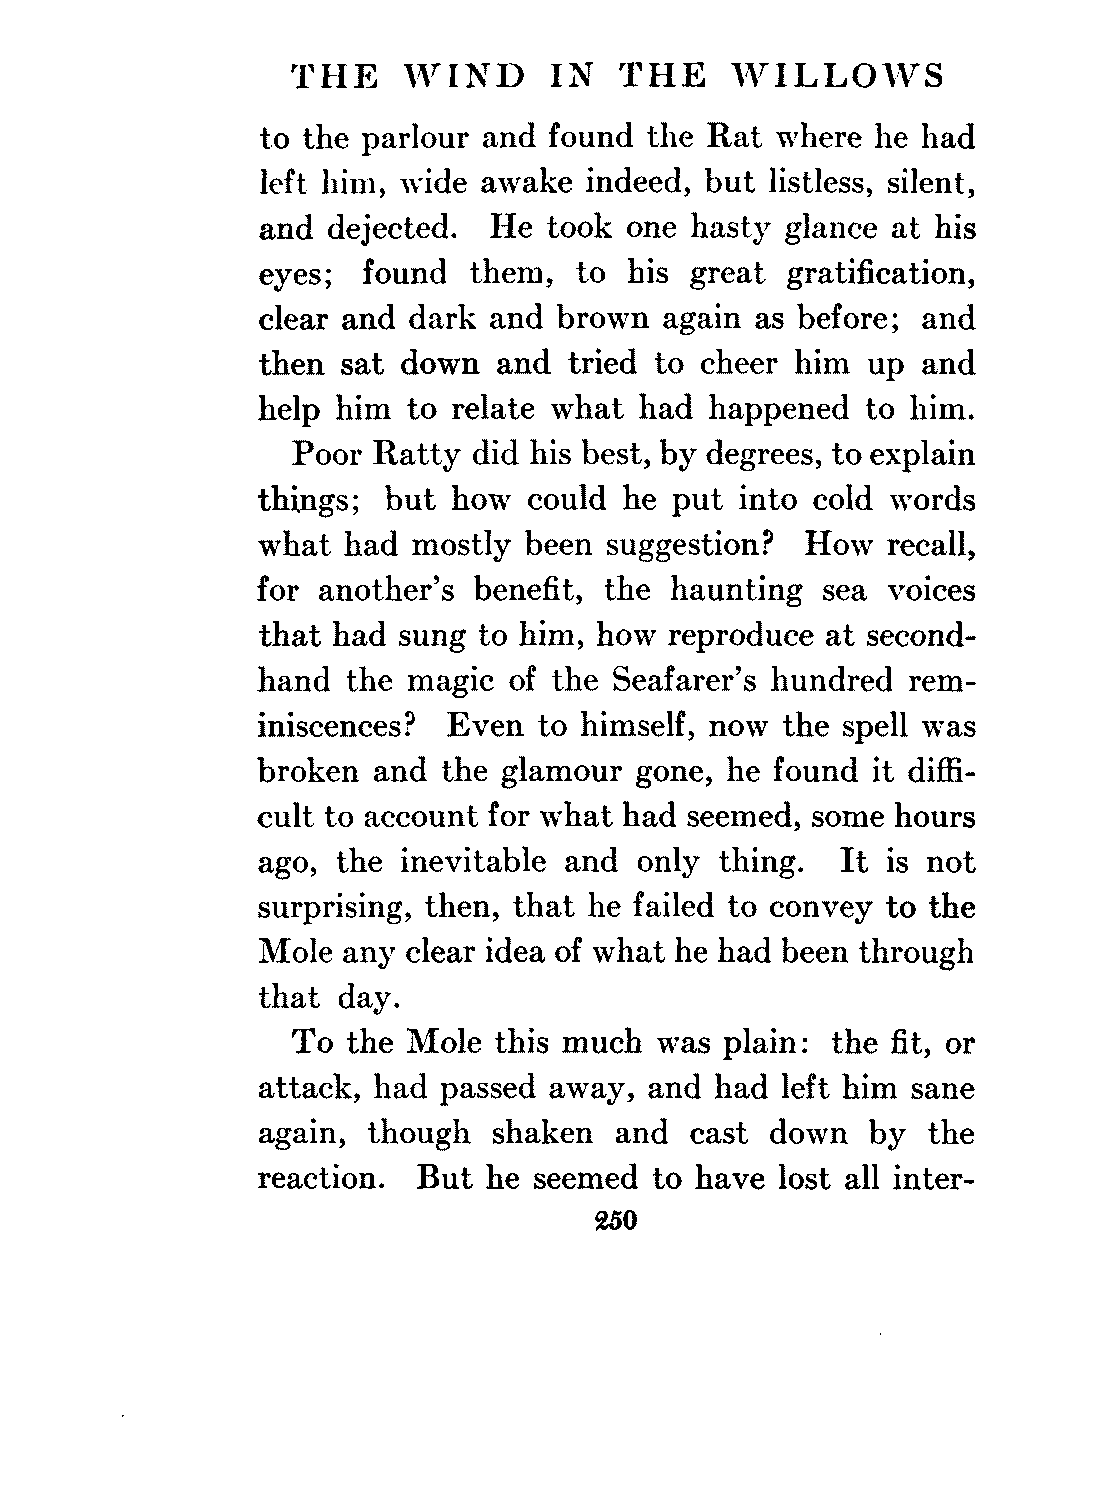 THE WIND IN THE WILLOWS
to the parlour and found the Rat where he had
left him, wide awake indeed, but listless, silent,
and dejected. He took one hasty glance at his
eyes; found them, to his great gratification,
clear and dark and brown again as before; and
then sat down and tried to cheer him up and
help him to relate what had happened to him.
Poor Ratty did his best, by degrees, to explain
things; but how could he put into cold words
what had mostly been suggestion? How recall,
for another's benefit, the haunting sea voices
that had sung to him, how reproduce at second-
hand the magic of the Seafarer's hundred rem-
iniscences? Even to himself, now the spell was
broken and the glamour gone, he found it diffi-
cult to account for what had seemed, some hours
ago, the inevitable and only thing. It is not
surprising, then, that he failed to convey to the
Mole any clear idea of what he had been through
that day.
To the Mole this much was plain: the fit, or
attack, had passed away, and had left him sane
again, though shaken and cast down by the
reaction. But he seemed to have lost all inter-
250